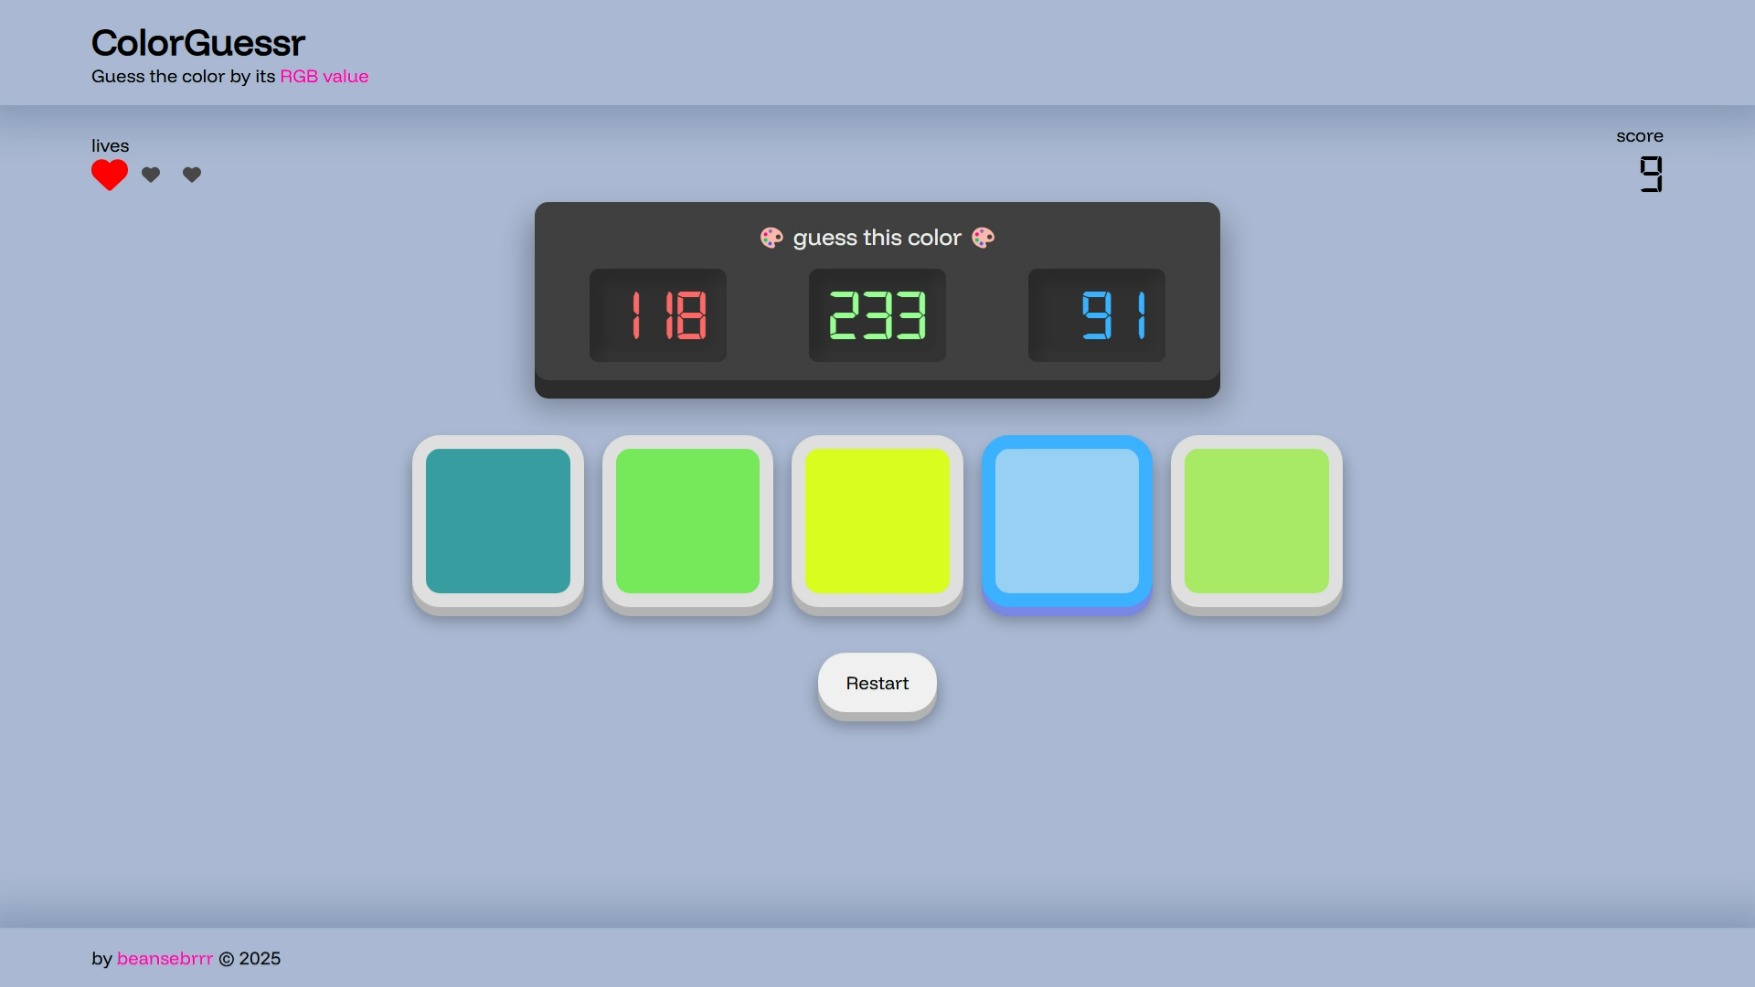 ColorGuessr
Guess the color by its RGB value
lives
score
9
guess this color
118 233 91
Restart
by beansebrrr © 2025